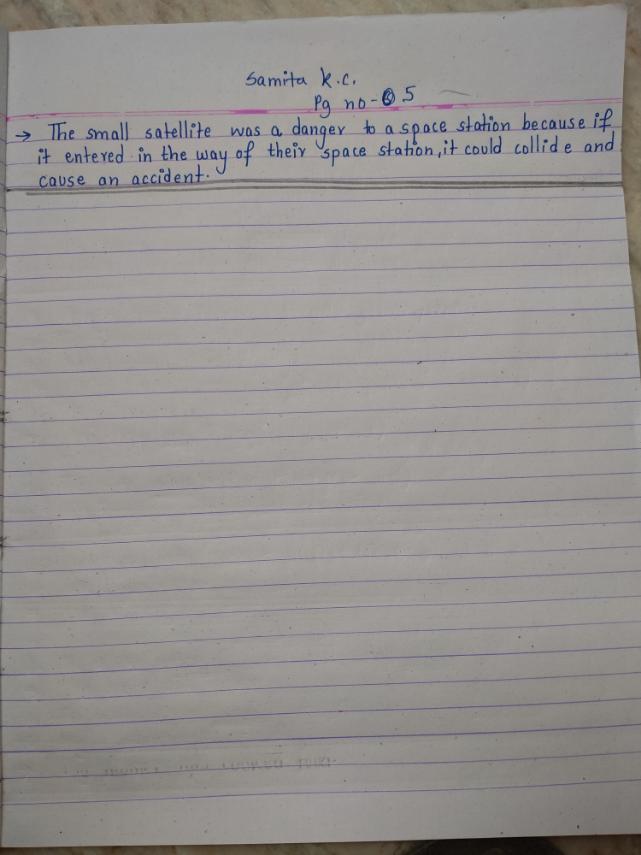 Samita K.C.
Pg no- 5
→ The small satellite was a danger to a space station because if
it entered in the way of their space station, it could collide and
cause an accident.